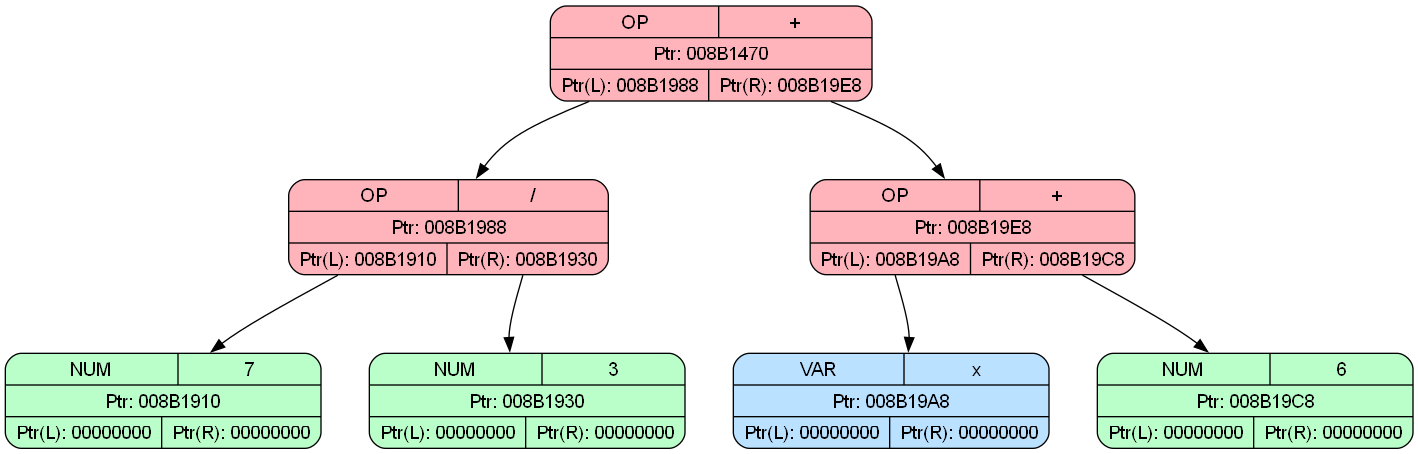 OP +
Ptr: 008B1470
Ptr(L): 008B1988 Ptr(R): 008B19E8
OP /
Ptr: 008B1988
Ptr(L): 008B1910 Ptr(R): 008B1930
OP +
Ptr: 008B19E8
Ptr(L): 008B19A8 Ptr(R): 008B19C8
NUM 7
Ptr: 008B1910
Ptr(L): 00000000 Ptr(R): 00000000
NUM 3
Ptr: 008B1930
Ptr(L): 00000000 Ptr(R): 00000000
VAR x
Ptr: 008B19A8
Ptr(L): 00000000 Ptr(R): 00000000
NUM 6
Ptr: 008B19C8
Ptr(L): 00000000 Ptr(R): 00000000